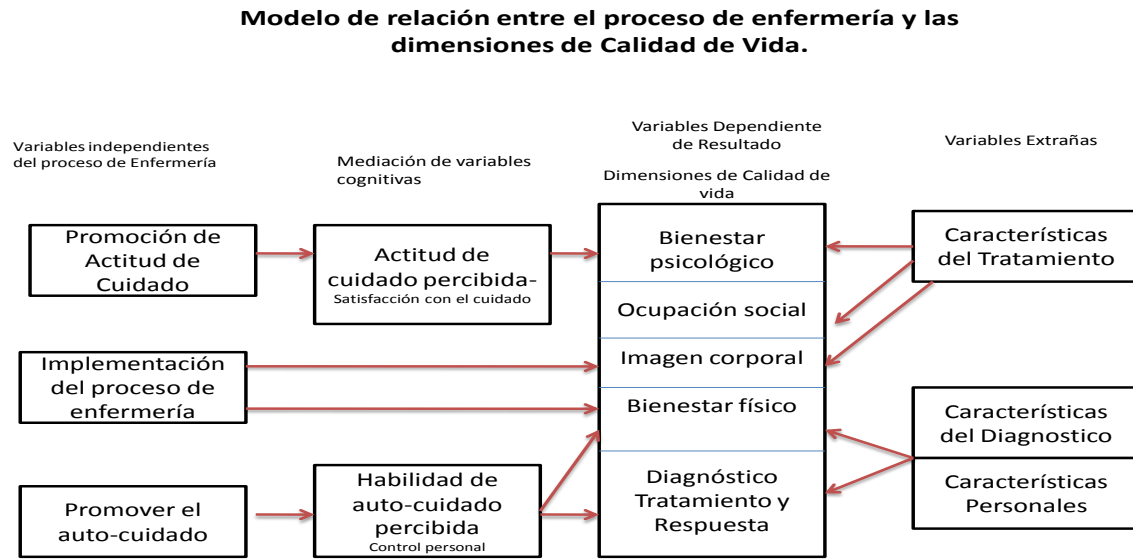 Modelo de relación entre el proceso de enfermería y las
dimensiones de Calidad de Vida.
Variables independientes
del proceso de Enfermería
Mediación de variables
cognitivas
Variables Dependiente
de Resultado
Dimensiones de Calidad de
vida
Variables Extrañas
Promoción de
Actitud de
Cuidado
Actitud de
cuidado percibida-
Satisfacción con el cuidado
Bienestar
psicológico
Características
del Tratamiento
Ocupación social
Implementación
del proceso de
enfermería
Imagen corporal
Bienestar físico
Características
del Diagnostico
Promover el
auto-cuidado
Habilidad de
auto-cuidado
percibida
Control personal
Diagnóstico
Tratamiento y
Respuesta
Características
Personales